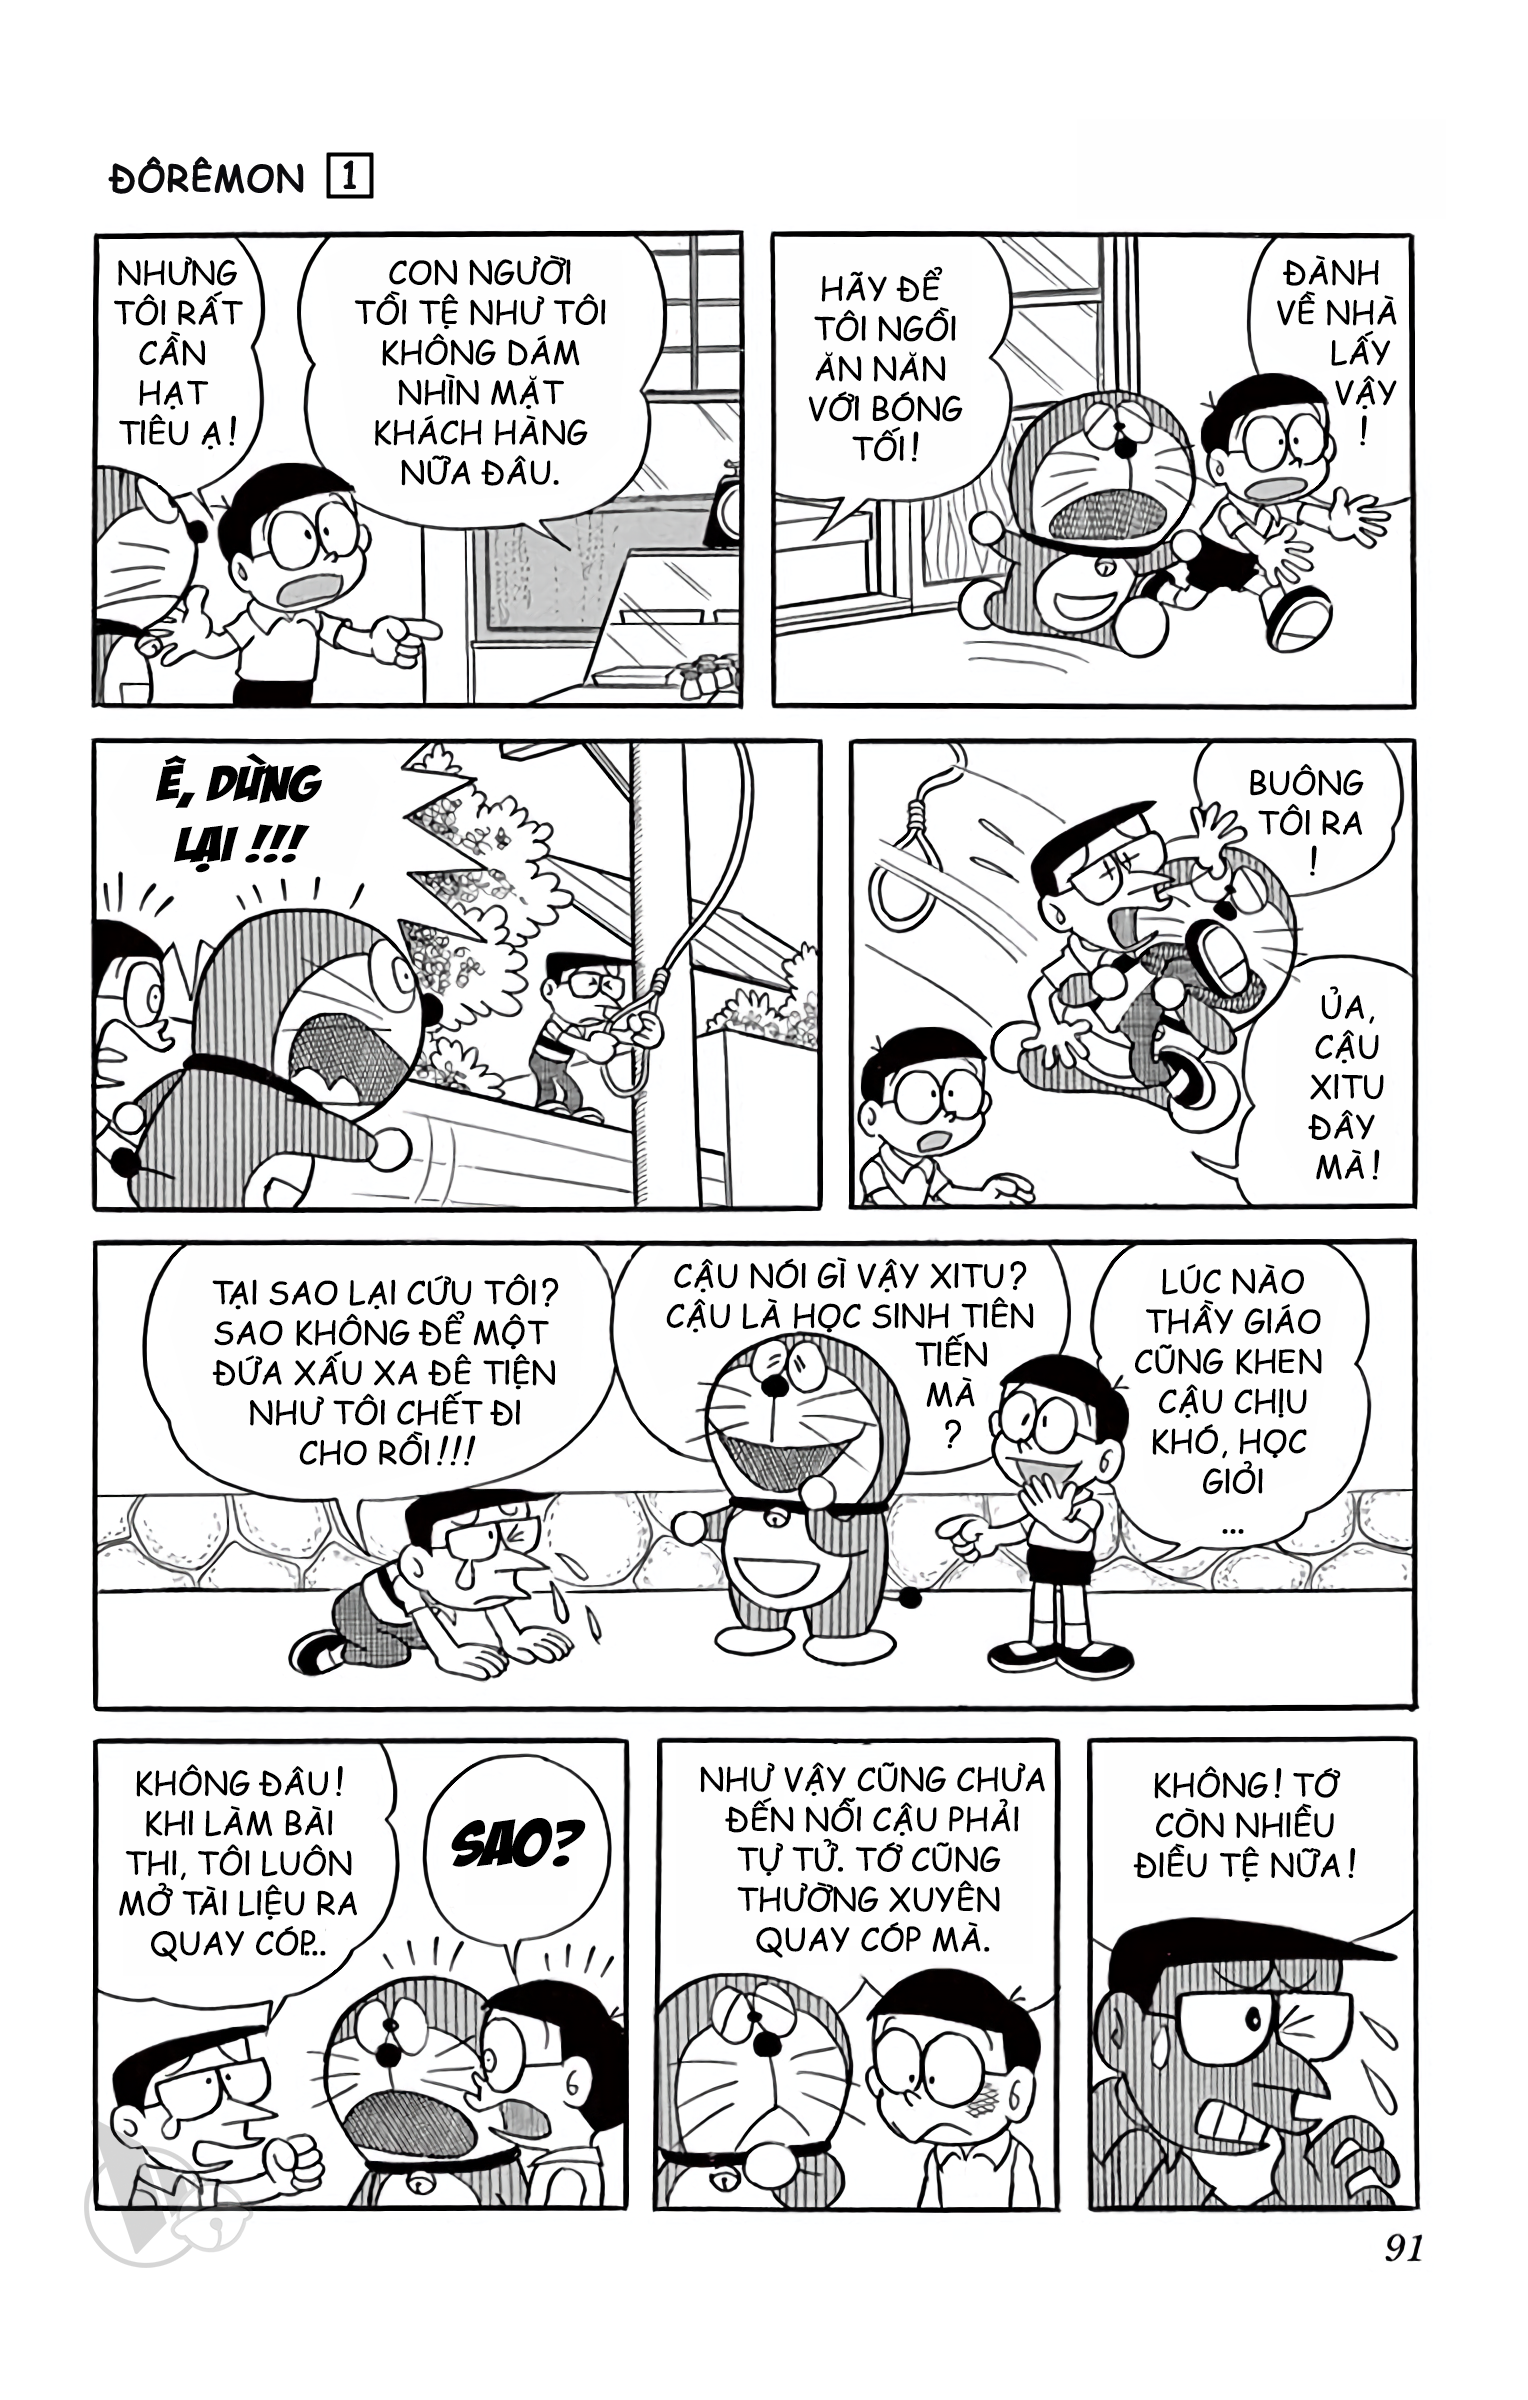 ĐÔRÊMON 1
NHƯNG
TÔI RẤT
CẦN
HẠT
TIÊU Ạ!
CON NGƯỜI
TỒI TỆ NHƯ TÔI
KHÔNG DÁM
NHÌN MẶT
KHÁCH HÀNG
NỮA ĐÂU.
HÃY ĐỂ
TÔI NGỒI
ĂN NĂN
VỚI BÓNG
TỐI!
ĐÀNH
VỀ NHÀ
LẤY
VẬY
!
Ê, DỪNG
LẠI!!!
BUÔNG
TÔI RA
!
ỦA,
CẬU
XITU
ĐÂY
MÀ!
TẠI SAO LẠI CỨU TÔI?
SAO KHÔNG ĐỂ MỘT
ĐỨA XẤU XA ĐÊ TIỆN
NHƯ TÔI CHẾT ĐI
CHO RỒI!!!
CẬU NÓI GÌ VẬY XITU?
CẬU LÀ HỌC SINH TIÊN
TIẾN
MÀ
?
LÚC NÀO
THẦY GIÁO
CŨNG KHEN
CẬU CHỊU
KHÓ, HỌC
GIỎI
...
KHÔNG ĐÂU!
KHI LÀM BÀI
THI, TÔI LUÔN
MỞ TÀI LIỆU RA
QUAY CÓP...
SAO?
NHƯ VẬY CŨNG CHƯA
ĐẾN NỖI CẬU PHẢI
TỰ TỬ. TỚ CŨNG
THƯỜNG XUYÊN
QUAY CÓP MÀ.
KHÔNG! TỚ
CÒN NHIỀU
ĐIỀU TỆ NỮA!
91